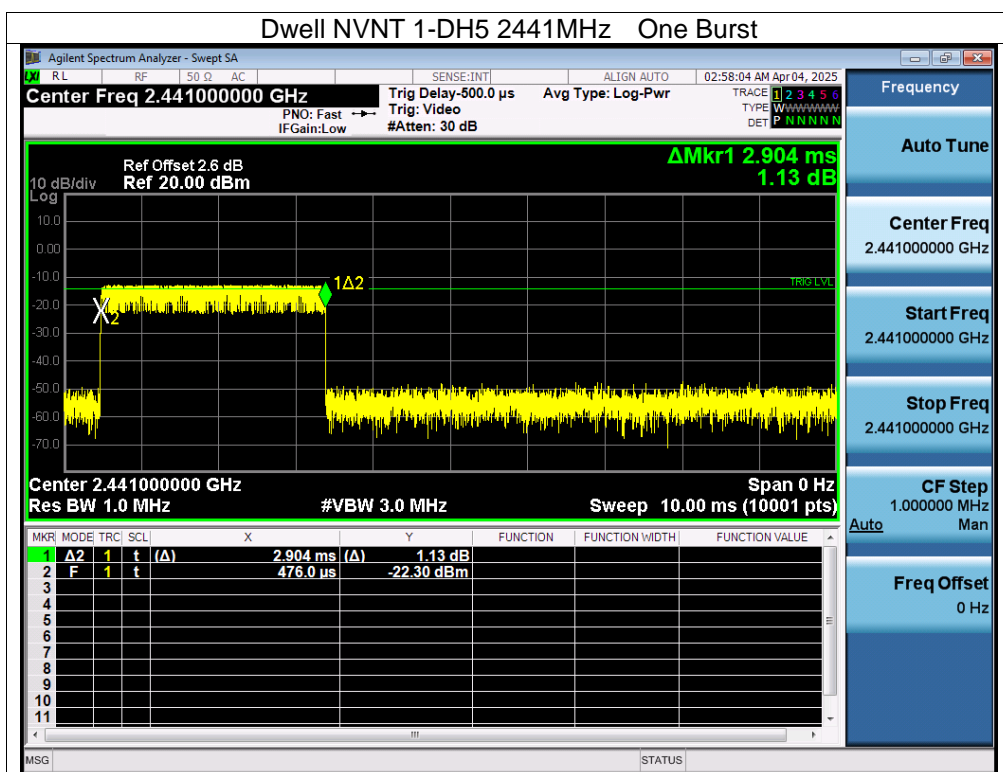 Dwell NVNT 1-DH5 2441MHz One Burst
Agilent Spectrum Analyzer - Swept SA
LXI RL RF 50 Ω AC SENSE:INT ALIGN AUTO 02:58:04 AM Apr 04, 2025
Center Freq 2.441000000 GHz Trig Delay-500.0 µs Avg Type: Log-Pwr TRACE 1 2 3 4 5 6
PNO: Fast Trig: Video TYPE WWWWWWW
IFGain:Low #Atten: 30 dB DET P N N N N N
Frequency
Auto Tune
Center Freq
2.441000000 GHz
Start Freq
2.441000000 GHz
Stop Freq
2.441000000 GHz
CF Step
1.000000 MHz
Auto Man
Freq Offset
0 Hz
ΔMkr1 2.904 ms
1.13 dB
Ref Offset 2.6 dB
10 dB/div Ref 20.00 dBm
Log
10.0
0.00
-10.0
-20.0
-30.0
-40.0
-50.0
-60.0
-70.0
1Δ2
TRIG LVL
2
Center 2.441000000 GHz Span 0 Hz
Res BW 1.0 MHz #VBW 3.0 MHz Sweep 10.00 ms (10001 pts)
MKR MODE TRC SCL X Y FUNCTION FUNCTION WIDTH FUNCTION VALUE
1 Δ2 1 t (Δ) 2.904 ms (Δ) 1.13 dB
2 F 1 t 476.0 µs -22.30 dBm
3
4
5
6
7
8
9
10
11
MSG STATUS